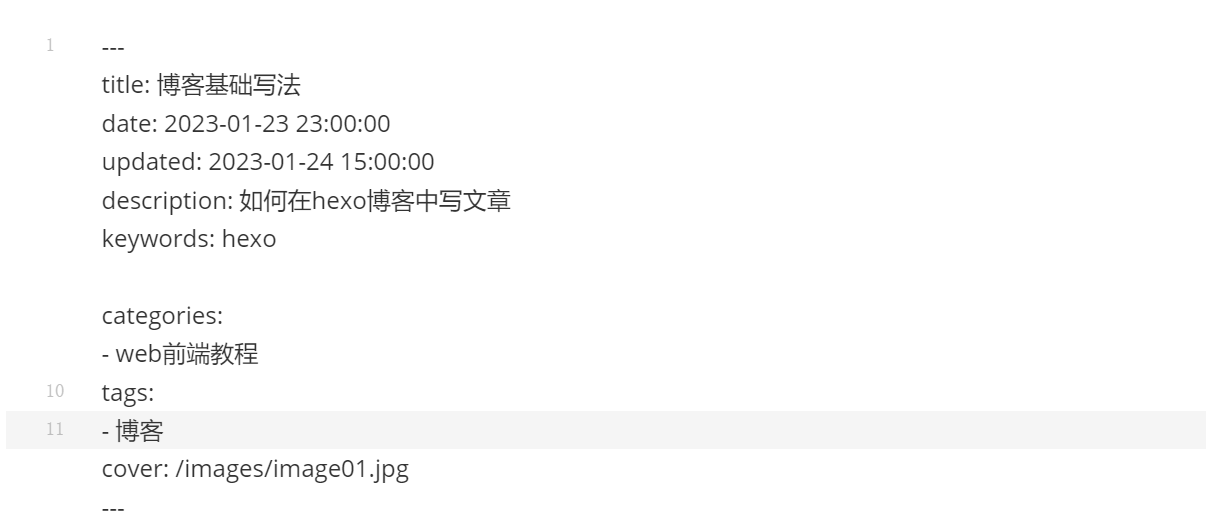 1 ---
title: 博客基础写法
date: 2023-01-23 23:00:00
updated: 2023-01-24 15:00:00
description: 如何在hexo博客中写文章
keywords: hexo
categories:
- web前端教程
10 tags:
11 - 博客
cover: /images/image01.jpg
---